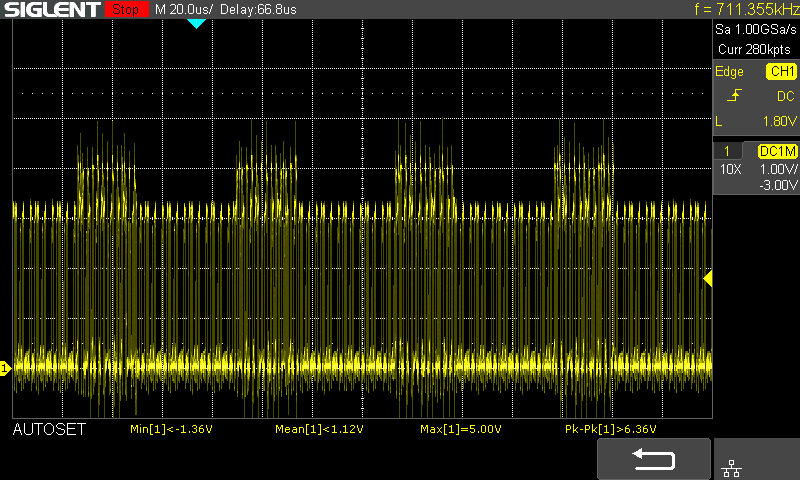 SIGLENT Stop M 20.0us/ Delay:66.8us f = 711.355kHz
Sa 1.00GSa/s
Curr 280kpts
Edge CH1
DC
L 1.80V
1 DC1M
10X 1.00V/
-3.00V
1
AUTOSET Min[1]<-1.36V Mean[1]<1.12V Max[1]=5.00V Pk-Pk[1]>6.36V